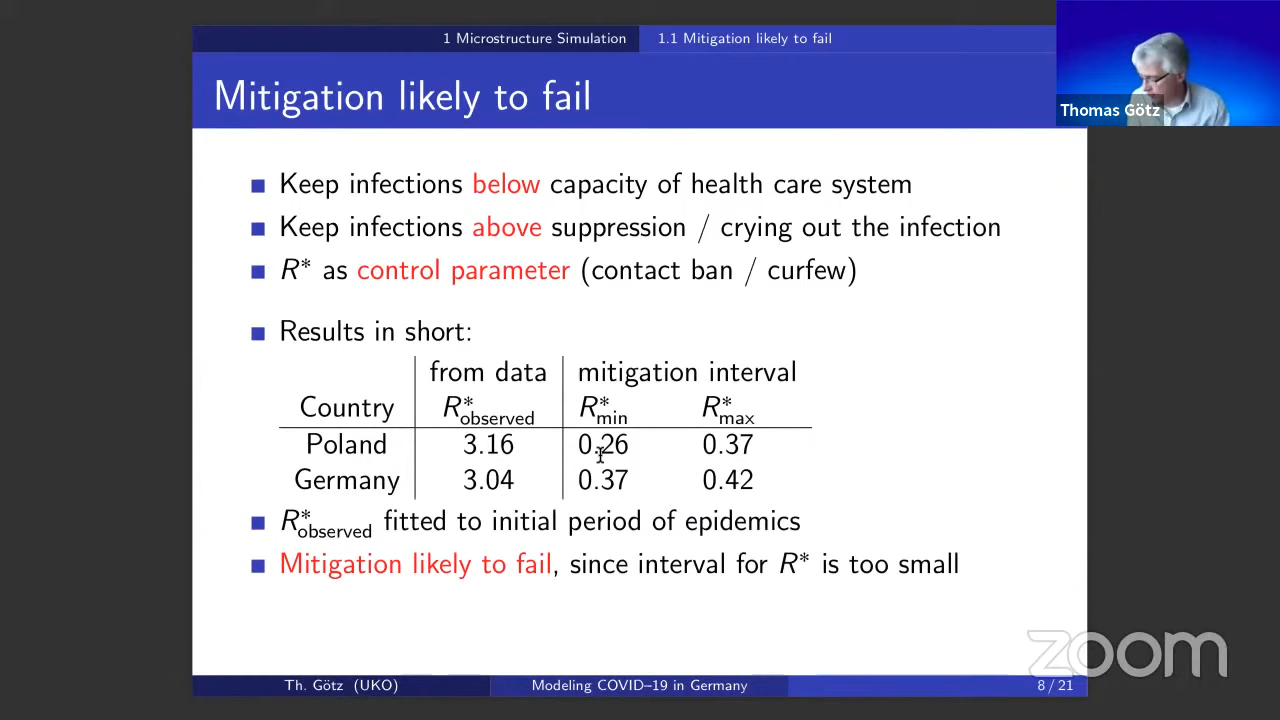 1 Microstructure Simulation 1.1 Mitigation likely to fail
Mitigation likely to fail
Thomas Götz
Keep infections below capacity of health care system
Keep infections above suppression / crying out the infection
R* as control parameter (contact ban / curfew)
Results in short:
from data mitigation interval
Country R*observed R*min R*max
Poland 3.16 0.26 0.37
Germany 3.04 0.37 0.42
R*observed fitted to initial period of epidemics
Mitigation likely to fail, since interval for R* is too small
zoom
Th. Götz (UKO) Modeling COVID–19 in Germany 8 / 21